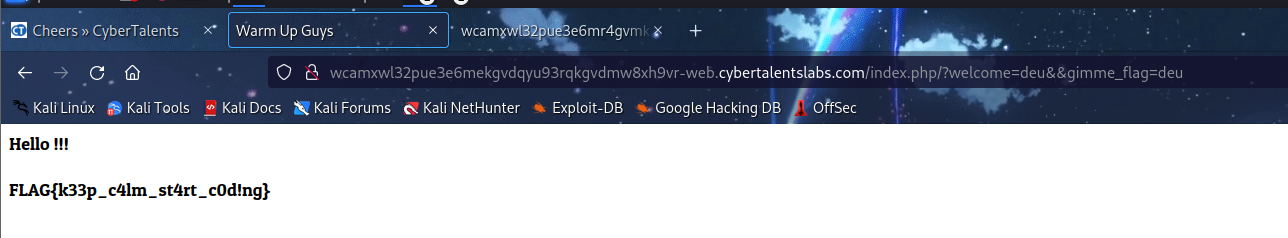 Cheers » CyberTalents
Warm Up Guys
wcamxwl32pue3e6mr4gvm
wcamxwl32pue3e6mekgvdqyu93rqkgvdmw8xh9vr-web.cybertalentslabs.com/index.php/?welcome=deu&&gimme_flag=deu
Kali Linux Kali Tools Kali Docs Kali Forums Kali NetHunter Exploit-DB Google Hacking DB OffSec
Hello !!!
FLAG{k33p_c4lm_st4rt_c0d!ng}